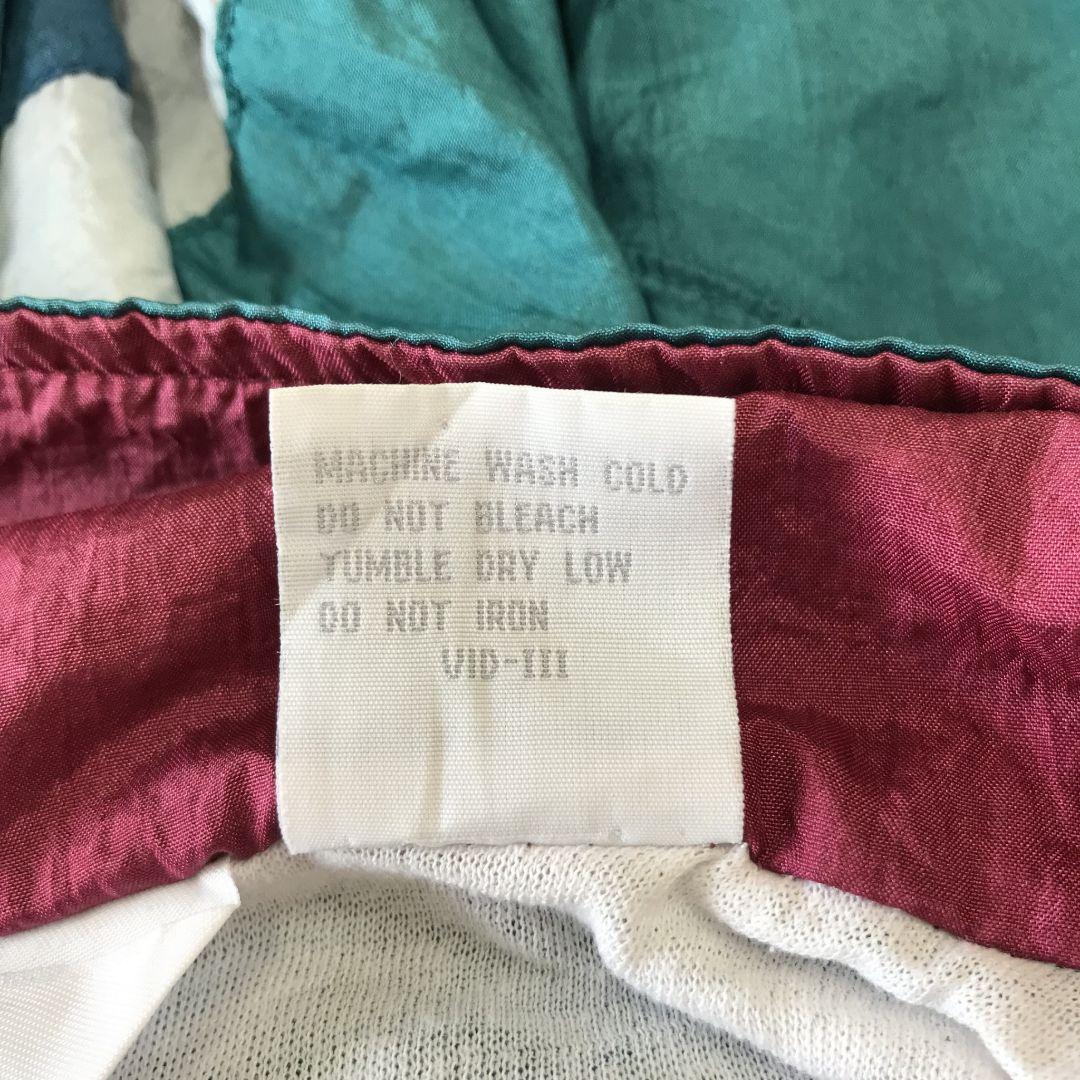 MACHINE WASH COLD
DO NOT BLEACH
TUMBLE DRY LOW
DO NOT IRON
VID-III